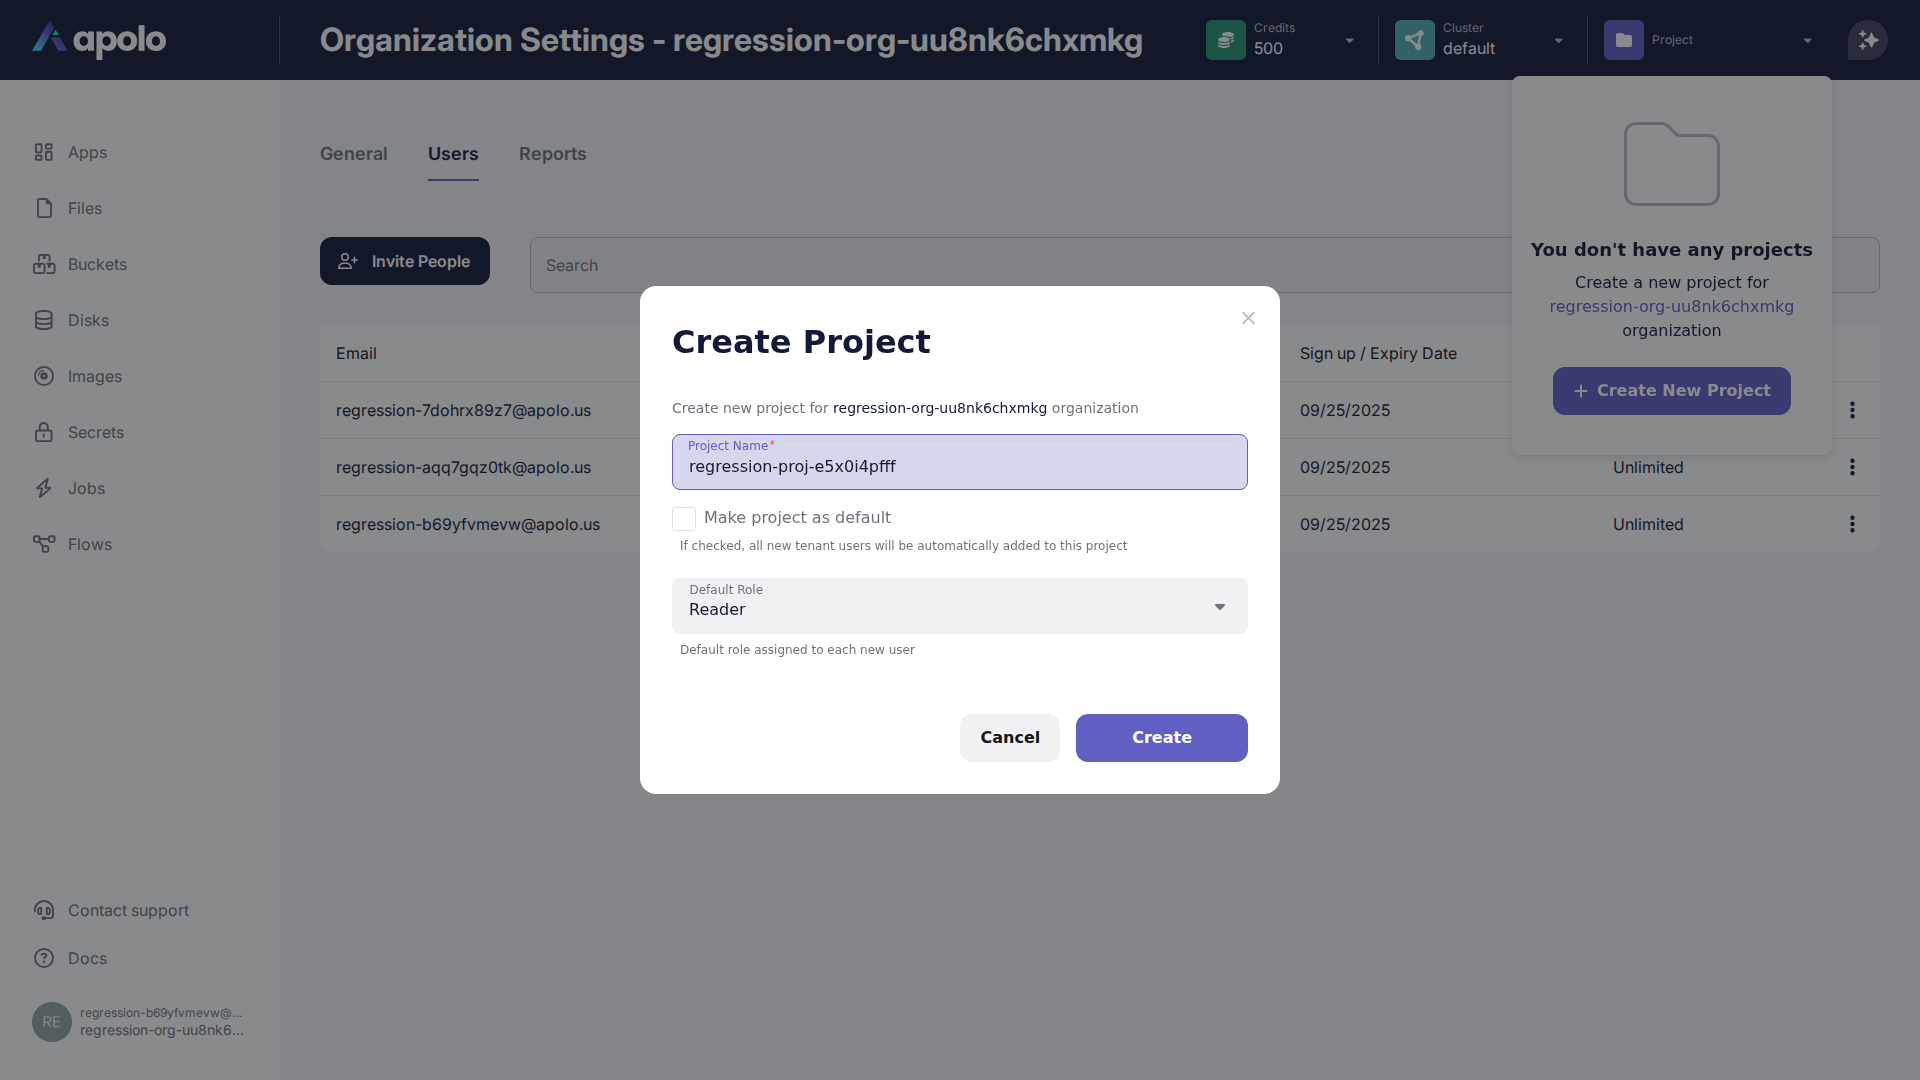 apolo
Organization Settings - regression-org-uu8nk6chxmkg
Credits
500
Cluster
default
Project
Apps
Files
Buckets
Disks
Images
Secrets
Jobs
Flows
Contact support
Docs
RE
regression-b69yfvmevw@...
regression-org-uu8nk6...
General
Users
Reports
Invite People
Search
Email
Sign up / Expiry Date
regression-7dohrx89z7@apolo.us
09/25/2025
regression-aqq7gqz0tk@apolo.us
09/25/2025
Unlimited
regression-b69yfvmevw@apolo.us
09/25/2025
Unlimited
You don't have any projects
Create a new project for
regression-org-uu8nk6chxmkg
organization
+ Create New Project
Create Project
Create new project for regression-org-uu8nk6chxmkg organization
Project Name*
regression-proj-e5x0i4pfff
Make project as default
If checked, all new tenant users will be automatically added to this project
Default Role
Reader
Default role assigned to each new user
Cancel
Create